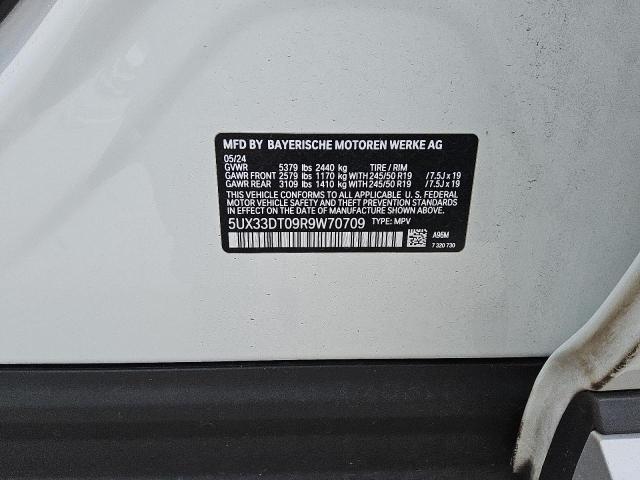 MFD BY BAYERISCHE MOTOREN WERKE AG
05/24
GVWR 5379 lbs 2440 kg TIRE / RIM
GAWR FRONT 2579 lbs 1170 kg WITH 245/50 R19 /7.5J x 19
GAWR REAR 3109 lbs 1410 kg WITH 245/50 R19 /7.5J x 19
THIS VEHICLE CONFORMS TO ALL APPLICABLE U. S. FEDERAL
MOTOR VEHICLE SAFETY, BUMPER, AND THEFT PREVENTION
STANDARDS IN EFFECT ON THE DATE OF MANUFACTURE SHOWN ABOVE.
5UX33DT09R9W70709 TYPE: MPV
A96M
7 320 730